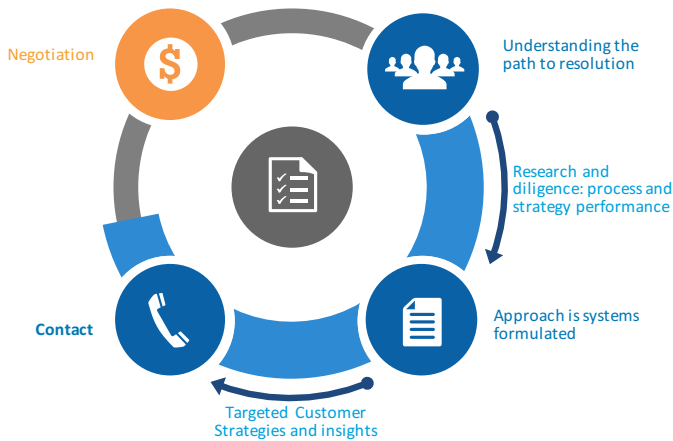 Negotiation
Understanding the
path to resolution
Research and
diligence: process and
strategy performance
Approach is systems
formulated
Contact
Targeted Customer
Strategies and insights
$